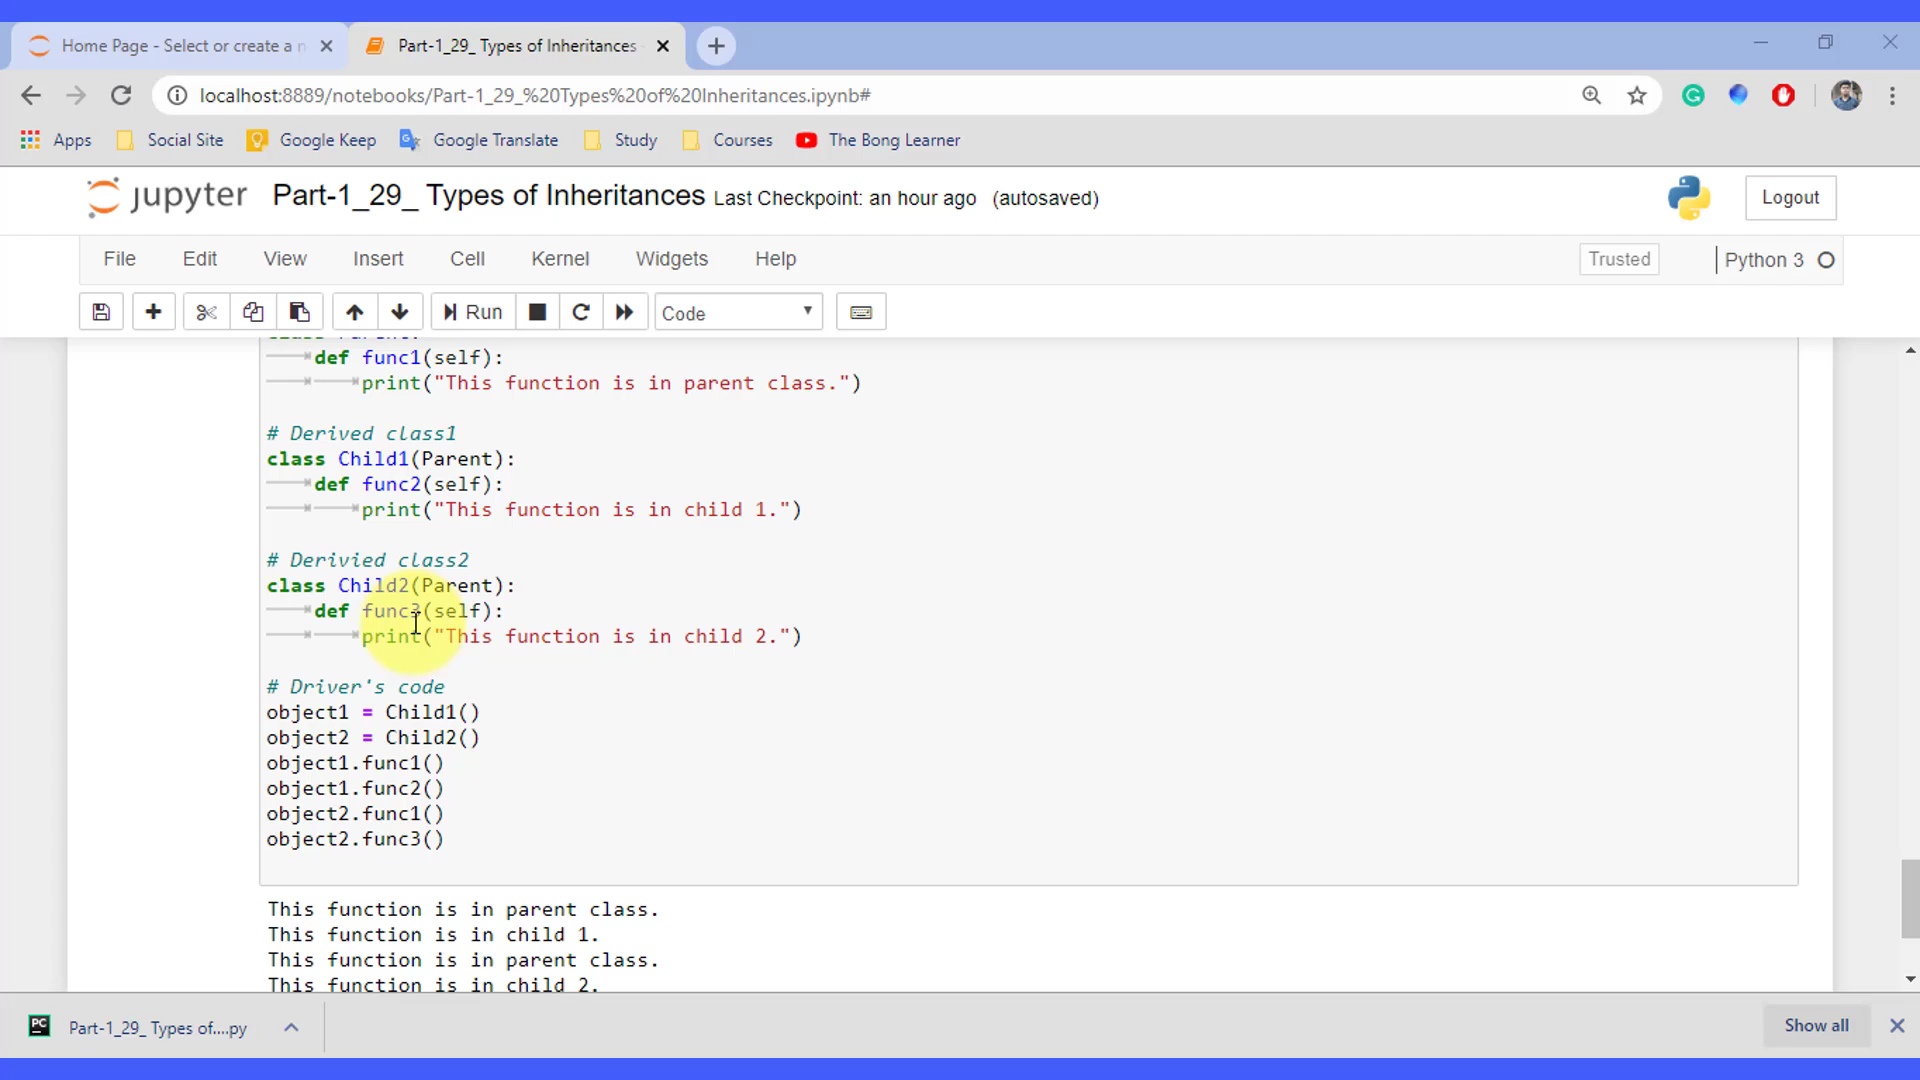 Home Page - Select or create a n
Part-1_29_ Types of Inheritances
localhost:8889/notebooks/Part-1_29_%20Types%20of%20Inheritances.ipynb#
Apps Social Site Google Keep Google Translate Study Courses The Bong Learner
jupyter Part-1_29_ Types of Inheritances Last Checkpoint: an hour ago (autosaved) Logout
File Edit View Insert Cell Kernel Widgets Help Trusted Python 3
Run Code
def func1(self):
print("This function is in parent class.")
# Derived class1
class Child1(Parent):
def func2(self):
print("This function is in child 1.")
# Derivied class2
class Child2(Parent):
def func3(self):
print("This function is in child 2.")
# Driver's code
object1 = Child1()
object2 = Child2()
object1.func1()
object1.func2()
object2.func1()
object2.func3()
This function is in parent class.
This function is in child 1.
This function is in parent class.
This function is in child 2.
PC Part-1_29_ Types of....py Show all